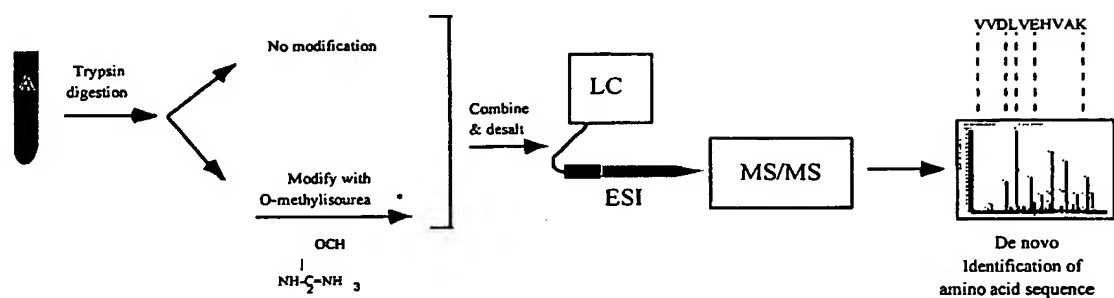 VVDLVEHVAK
No modification
Trypsin
digestion
LC
Combine
& desalt
MS/MS
ESI
Modify with
O-methylisourea
OCH
NH-C=NH 3
2
De novo
Identification of
amino acid sequence